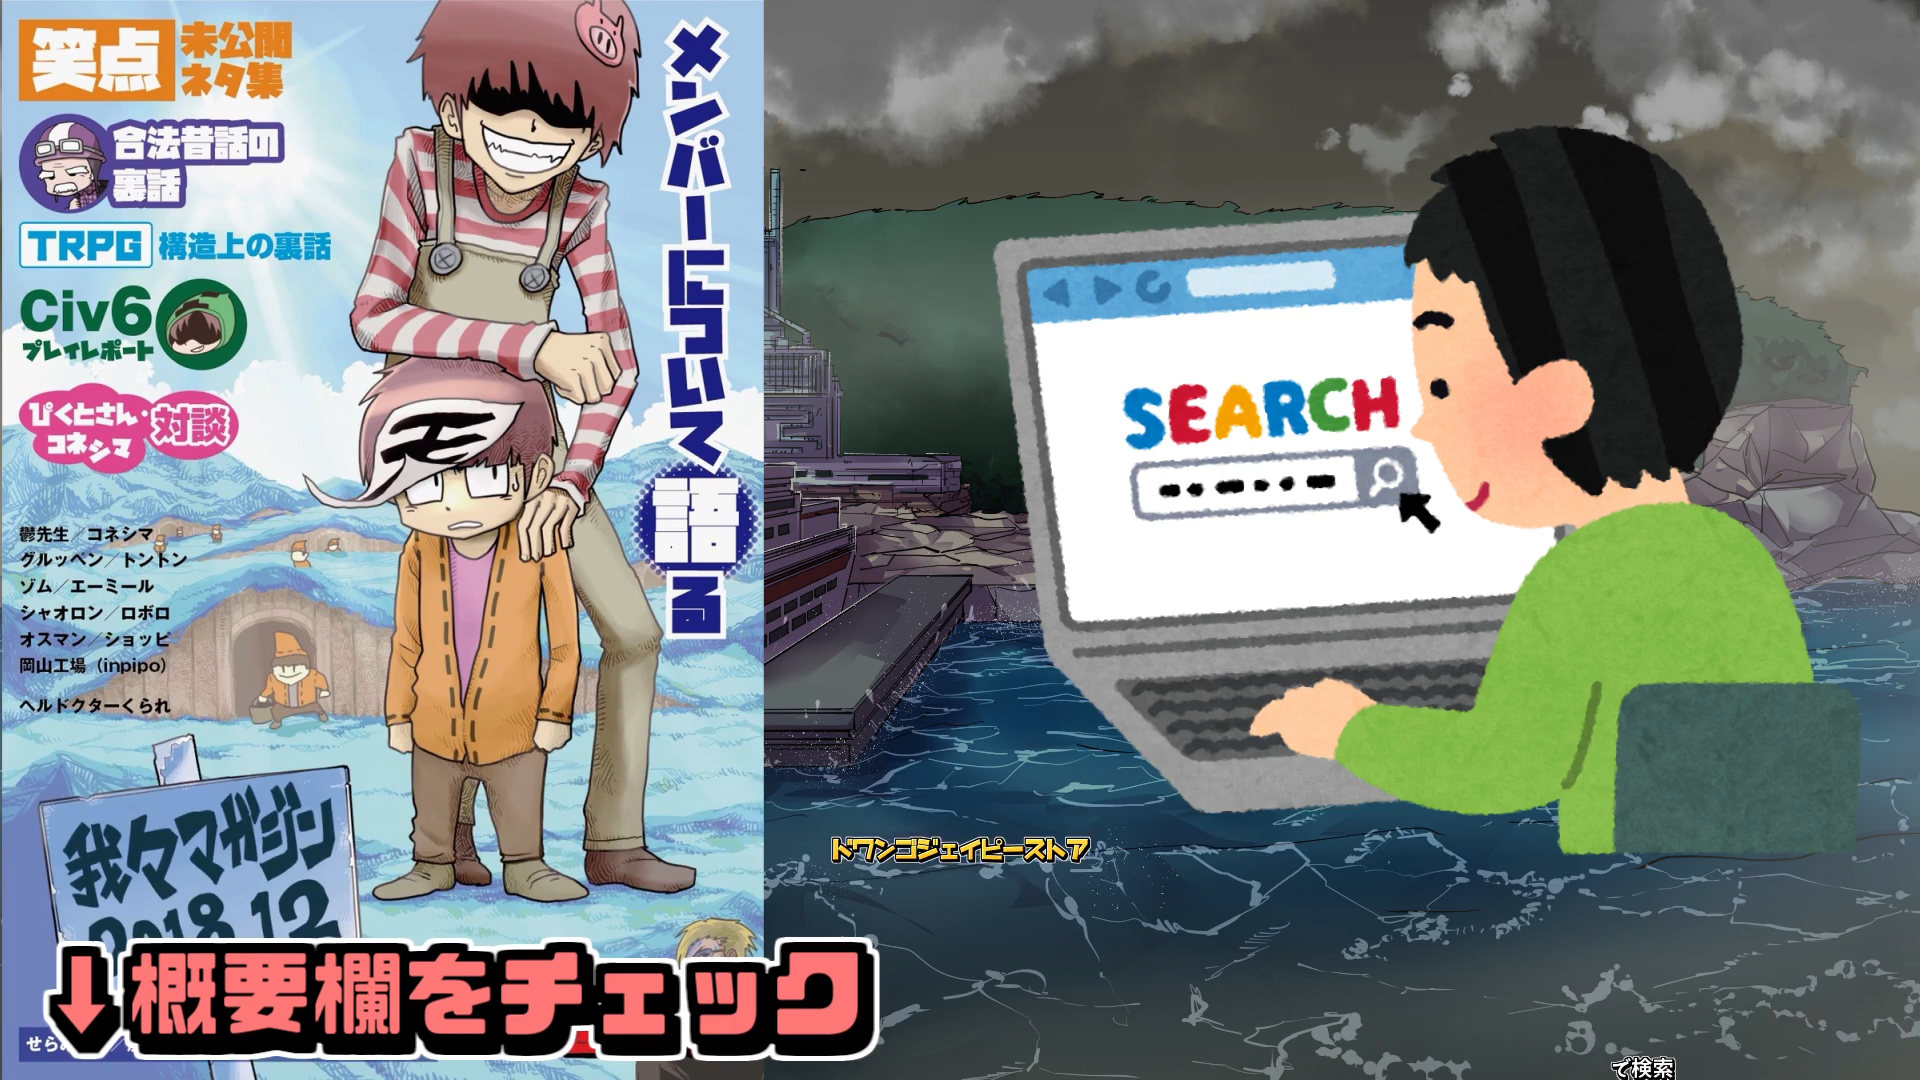 笑点
未公開
ネタ集
合法昔話の
裏話
TRPG 構造上の裏話
Civ6
プレイレポート
ぴくとさん・
コネシマ
対談
メンバーについて語る
鬱先生／コネシマ
グルッペン／トントン
ゾム／エーミール
シャオロン／ロボロ
オスマン／ショッピ
岡山工場（inpipo）
ヘルドクターくられ
我々マガジン
2018.12
せら
↓概要欄をチェック
SEARCH
ドワンゴジェイピーストア
で検索